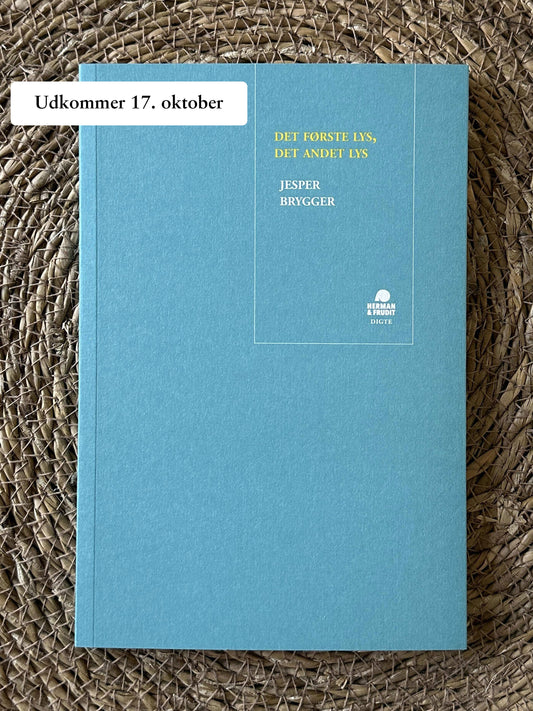 Udkommer 17. oktober
DET FØRSTE LYS,
DET ANDET LYS
JESPER
BRYGGER
HERMAN
& FRUDIT
DIGTE